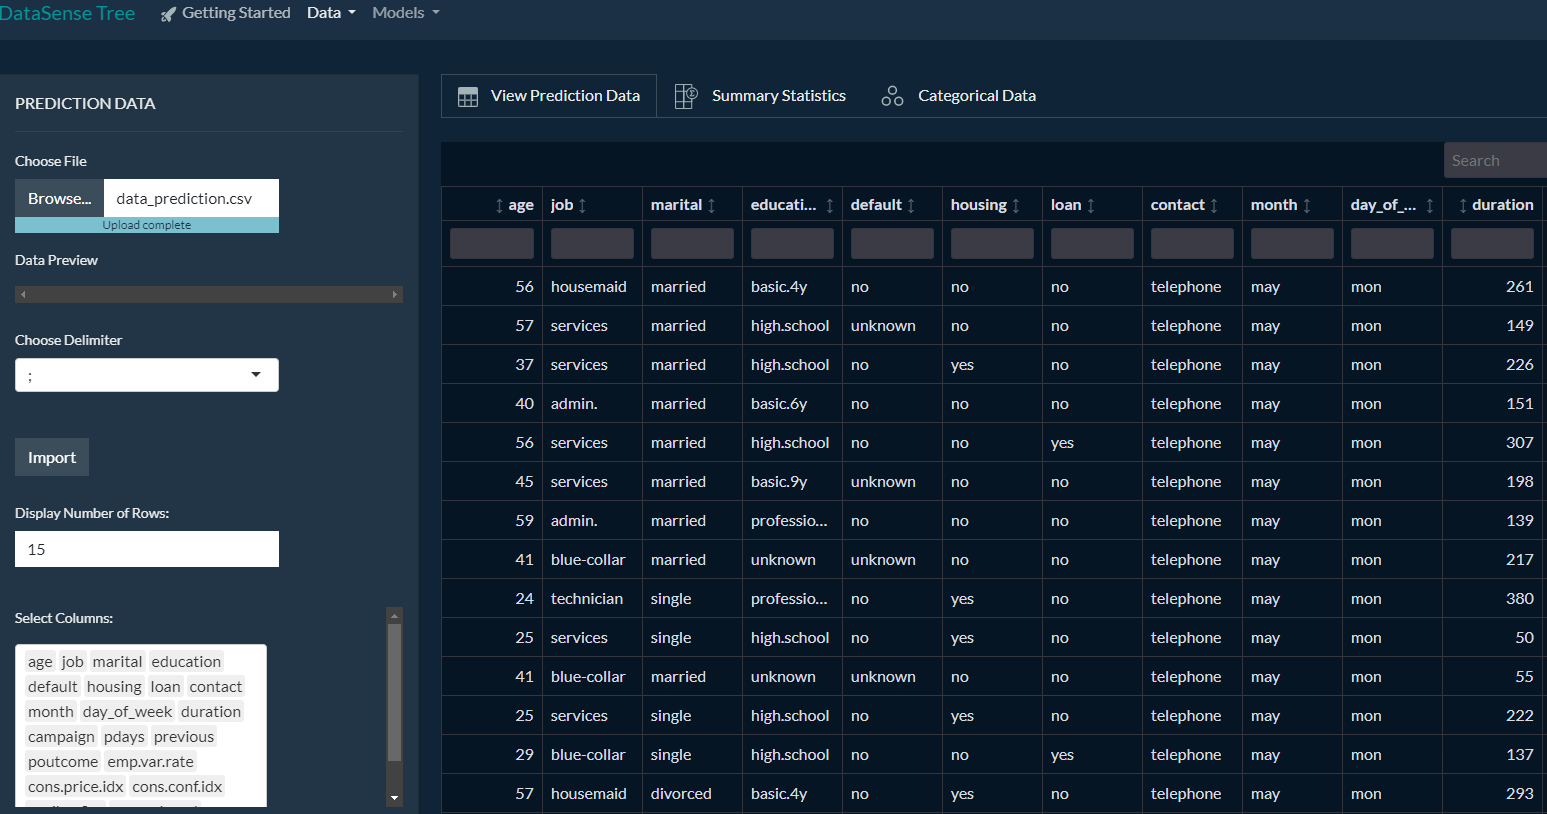 DataSense Tree Getting Started Data Models
PREDICTION DATA
Choose File
Browse... data_prediction.csv
Upload complete
Data Preview
Choose Delimiter
;
Import
Display Number of Rows:
15
Select Columns:
age job marital education
default housing loan contact
month day_of_week duration
campaign pdays previous
poutcome emp.var.rate
cons.price.idx cons.conf.idx
View Prediction Data Summary Statistics Categorical Data
Search
age job marital educati... default housing loan contact month day_of_... duration
56 housemaid married basic.4y no no no telephone may mon 261
57 services married high.school unknown no no telephone may mon 149
37 services married high.school no yes no telephone may mon 226
40 admin. married basic.6y no no no telephone may mon 151
56 services married high.school no no yes telephone may mon 307
45 services married basic.9y unknown no no telephone may mon 198
59 admin. married professio... no no no telephone may mon 139
41 blue-collar married unknown unknown no no telephone may mon 217
24 technician single professio... no yes no telephone may mon 380
25 services single high.school no yes no telephone may mon 50
41 blue-collar married unknown unknown no no telephone may mon 55
25 services single high.school no yes no telephone may mon 222
29 blue-collar single high.school no no yes telephone may mon 137
57 housemaid divorced basic.4y no yes no telephone may mon 293